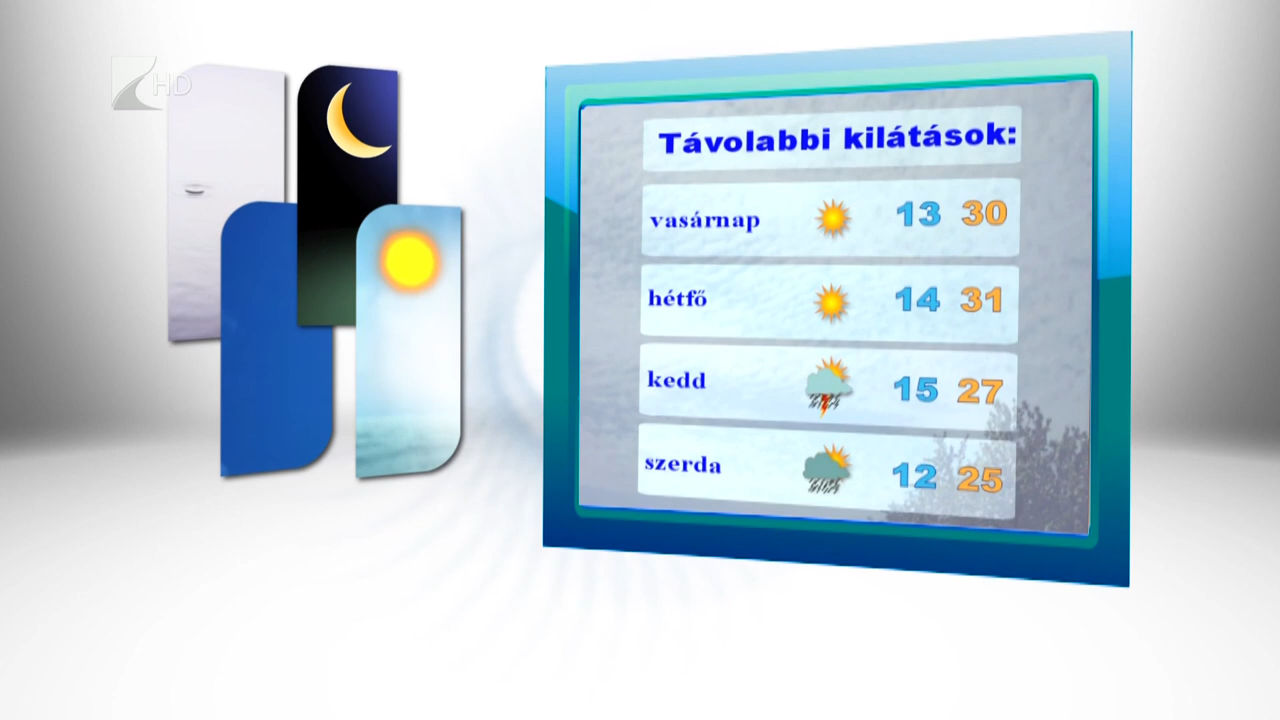 HD
Távolabbi kilátások:
vasárnap 13 30
hétfő 14 31
kedd 15 27
szerda 12 25